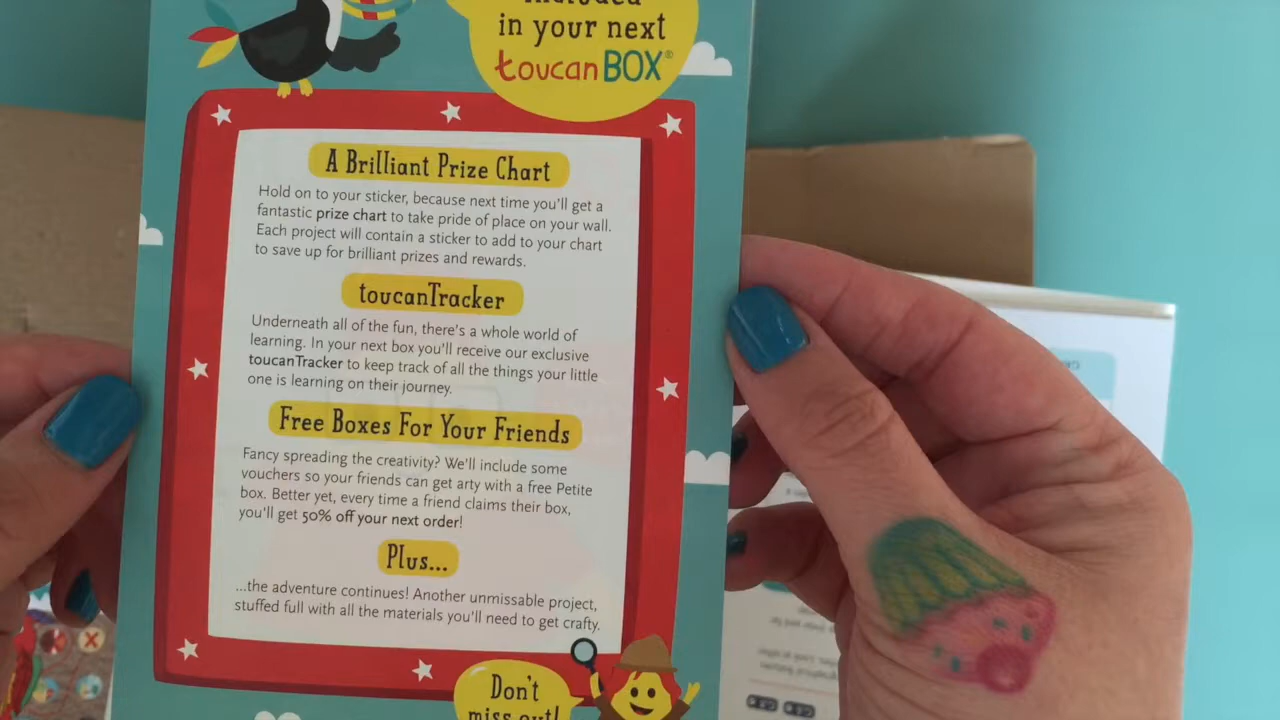 included
in your next
toucanBOX®
A Brilliant Prize Chart
Hold on to your sticker, because next time you'll get a
fantastic prize chart to take pride of place on your wall.
Each project will contain a sticker to add to your chart
to save up for brilliant prizes and rewards.
toucanTracker
Underneath all of the fun, there's a whole world of
learning. In your next box you'll receive our exclusive
toucanTracker to keep track of all the things your little
one is learning on their journey.
Free Boxes For Your Friends
Fancy spreading the creativity? We'll include some
vouchers so your friends can get arty with a free Petite
box. Better yet, every time a friend claims their box,
you'll get 50% off your next order!
Plus...
...the adventure continues! Another unmissable project,
stuffed full with all the materials you'll need to get crafty.
Don't
miss out!